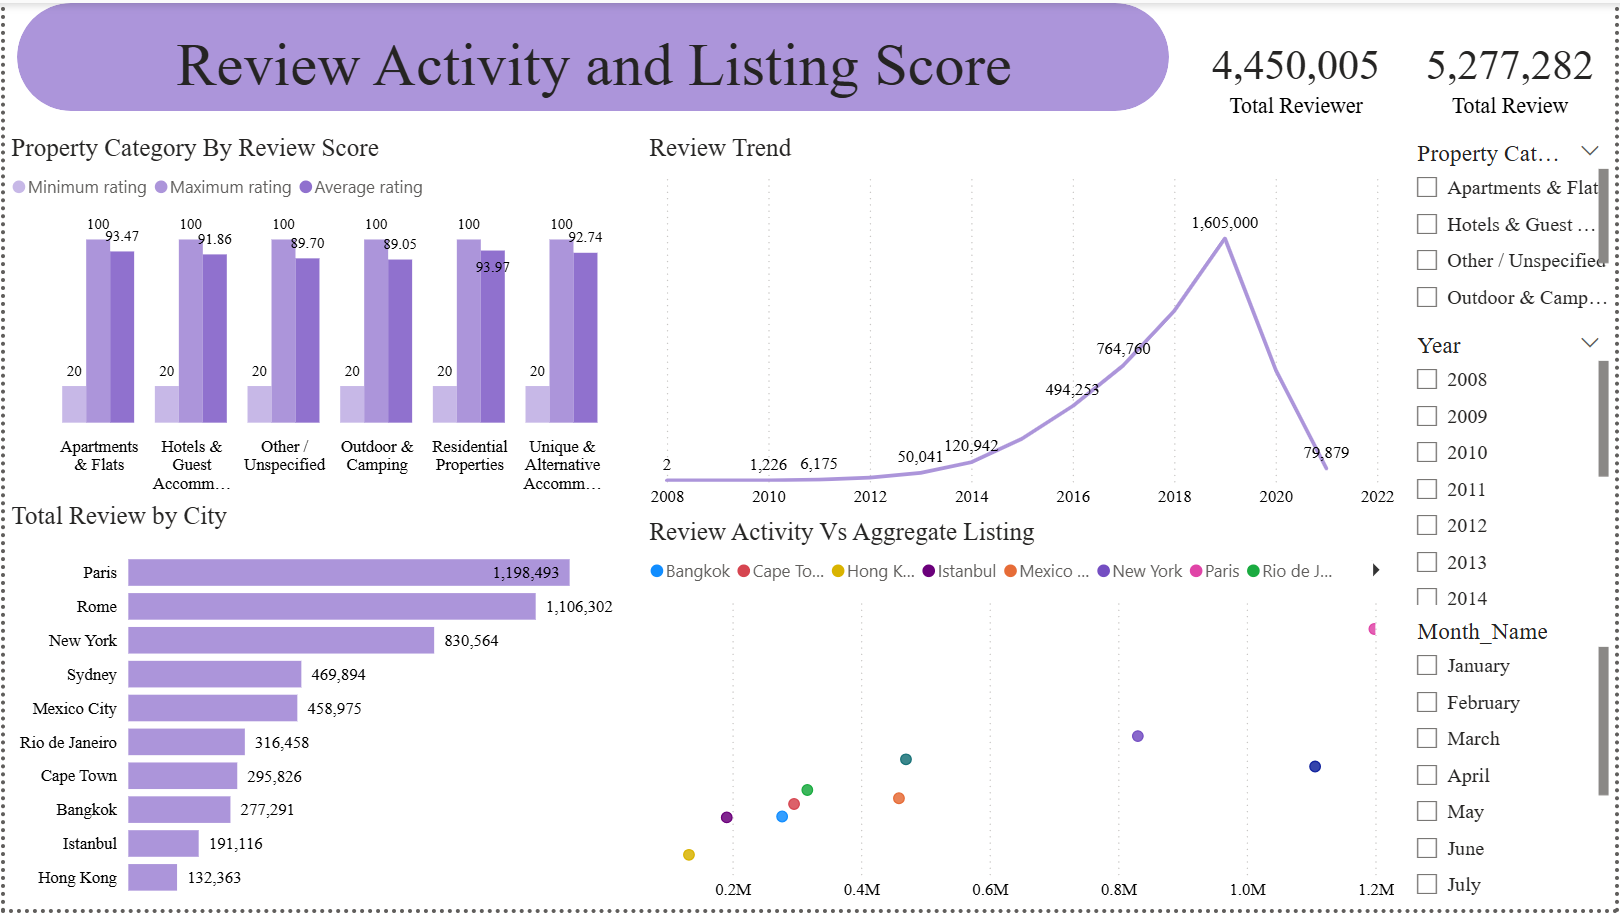 Review Activity and Listing Score
4,450,005
Total Reviewer
5,277,282
Total Review
Property Category By Review Score
Minimum rating Maximum rating Average rating
100 100 100 100 100 100
93.47 91.86 89.70 89.05 93.97 92.74
20 20 20 20 20 20
Apartments & Flats
Hotels & Guest Accomm…
Other / Unspecified
Outdoor & Camping
Residential Properties
Unique & Alternative Accomm…
Total Review by City
Paris 1,198,493
Rome 1,106,302
New York 830,564
Sydney 469,894
Mexico City 458,975
Rio de Janeiro 316,458
Cape Town 295,826
Bangkok 277,291
Istanbul 191,116
Hong Kong 132,363
Review Trend
1,605,000
764,760
494,253
2 1,226 6,175 50,041 120,942 79,879
2008 2010 2012 2014 2016 2018 2020 2022
Review Activity Vs Aggregate Listing
Bangkok Cape To... Hong K... Istanbul Mexico ... New York Paris Rio de J...
0.2M 0.4M 0.6M 0.8M 1.0M 1.2M
Property Cat…
Apartments & Flat
Hotels & Guest …
Other / Unspecified
Outdoor & Camp…
Year
2008
2009
2010
2011
2012
2013
2014
Month_Name
January
February
March
April
May
June
July